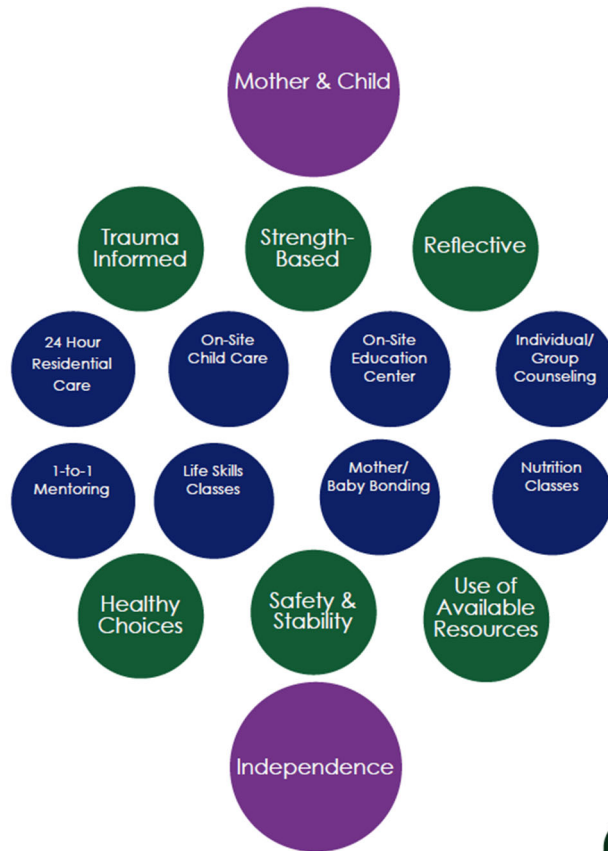 Mother & Child
Trauma
Informed
Strength-
Based
Reflective
24 Hour
Residential
Care
On-Site
Child Care
On-Site
Education
Center
Individual/
Group
Counseling
1-to-1
Mentoring
Life Skills
Classes
Mother/
Baby Bonding
Nutrition
Classes
Healthy
Choices
Safety &
Stability
Use of
Available
Resources
Independence